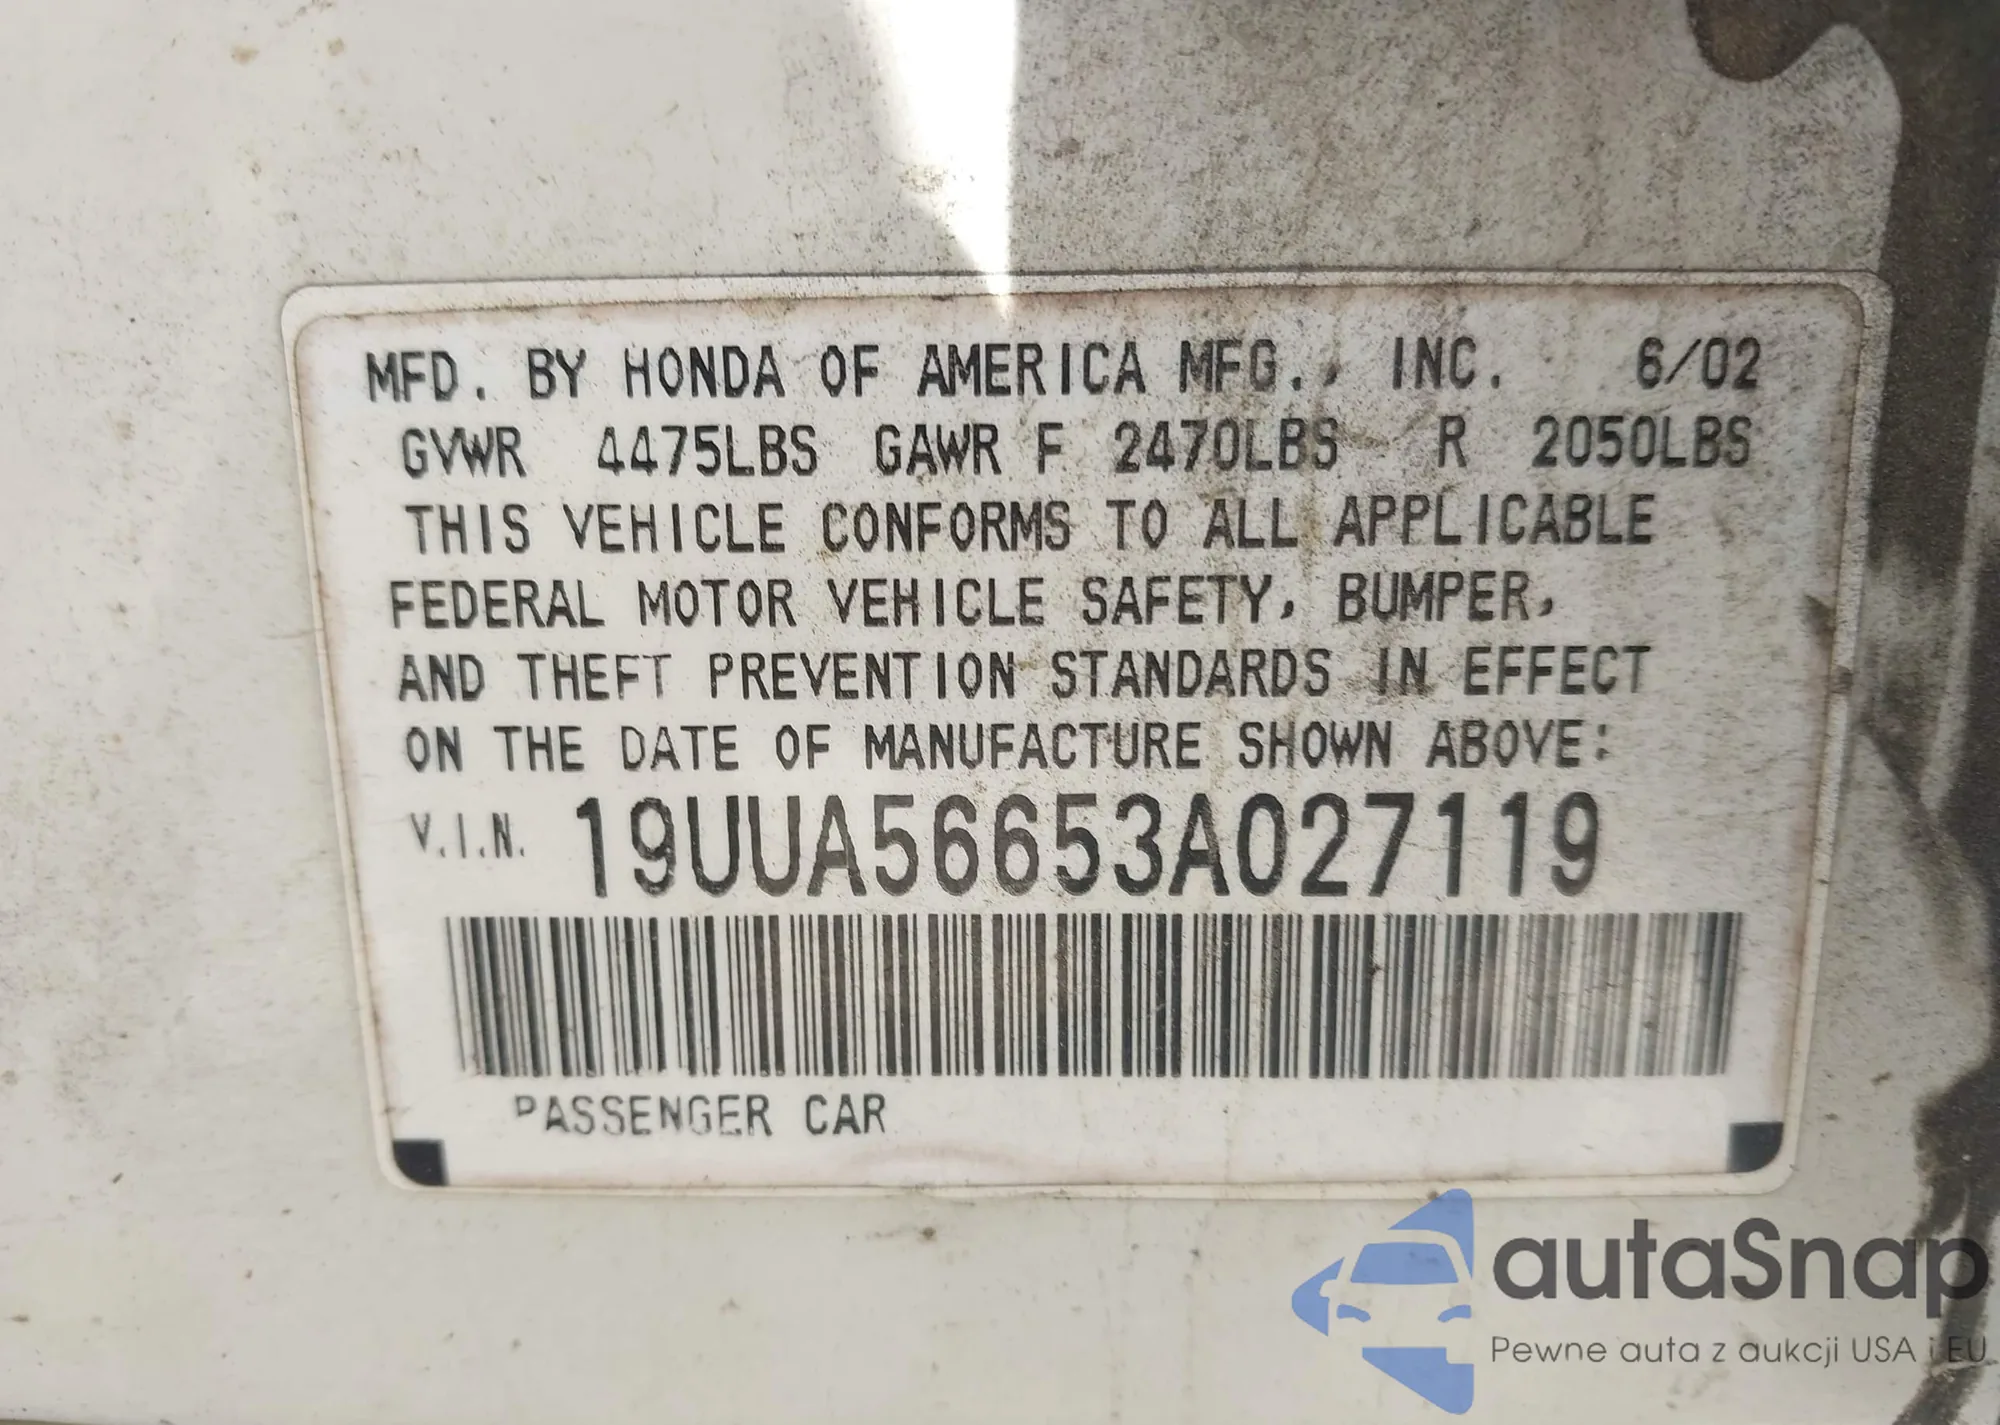 MFD. BY HONDA OF AMERICA MFG., INC. 6/02
GVWR 4475LBS GAWR F 2470LBS R 2050LBS
THIS VEHICLE CONFORMS TO ALL APPLICABLE
FEDERAL MOTOR VEHICLE SAFETY, BUMPER,
AND THEFT PREVENTION STANDARDS IN EFFECT
ON THE DATE OF MANUFACTURE SHOWN ABOVE:
V.I.N. 19UUA56653A027119
PASSENGER CAR
autaSnap
Pewne auta z aukcji USA i EU